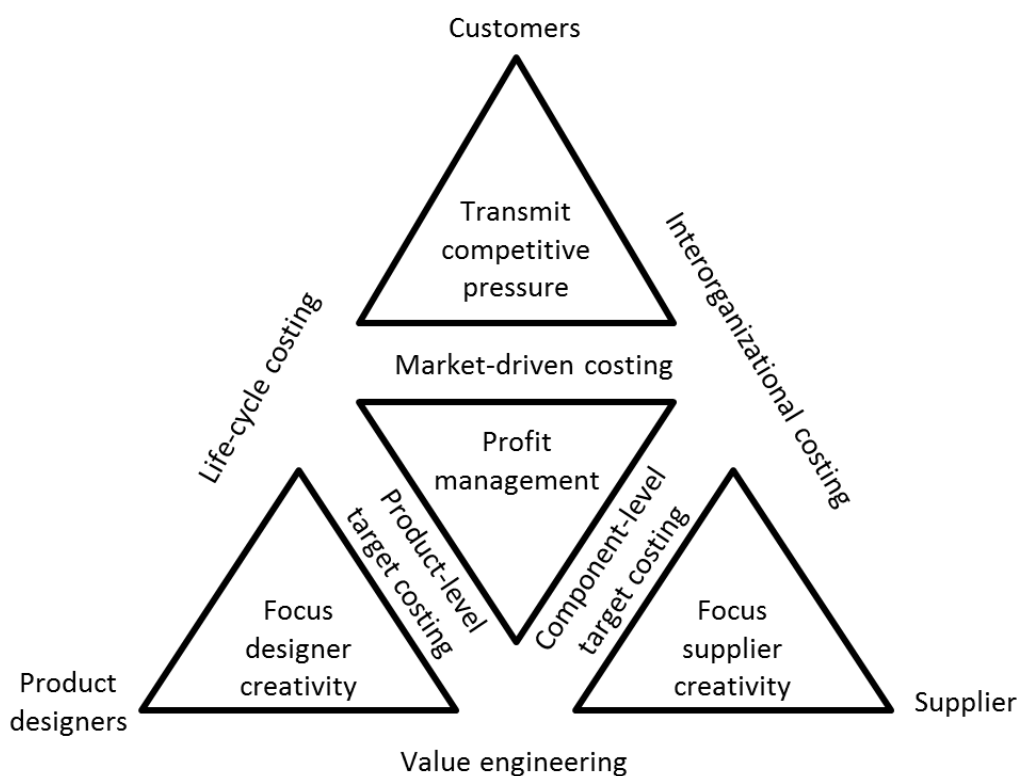 Customers
Transmit
competitive
pressure
Interorganizational costing
Life-cycle costing
Market-driven costing
Profit
management
Product-level
target costing
Component-level
target costing
Focus
designer
creativity
Focus
supplier
creativity
Product
designers
Supplier
Value engineering